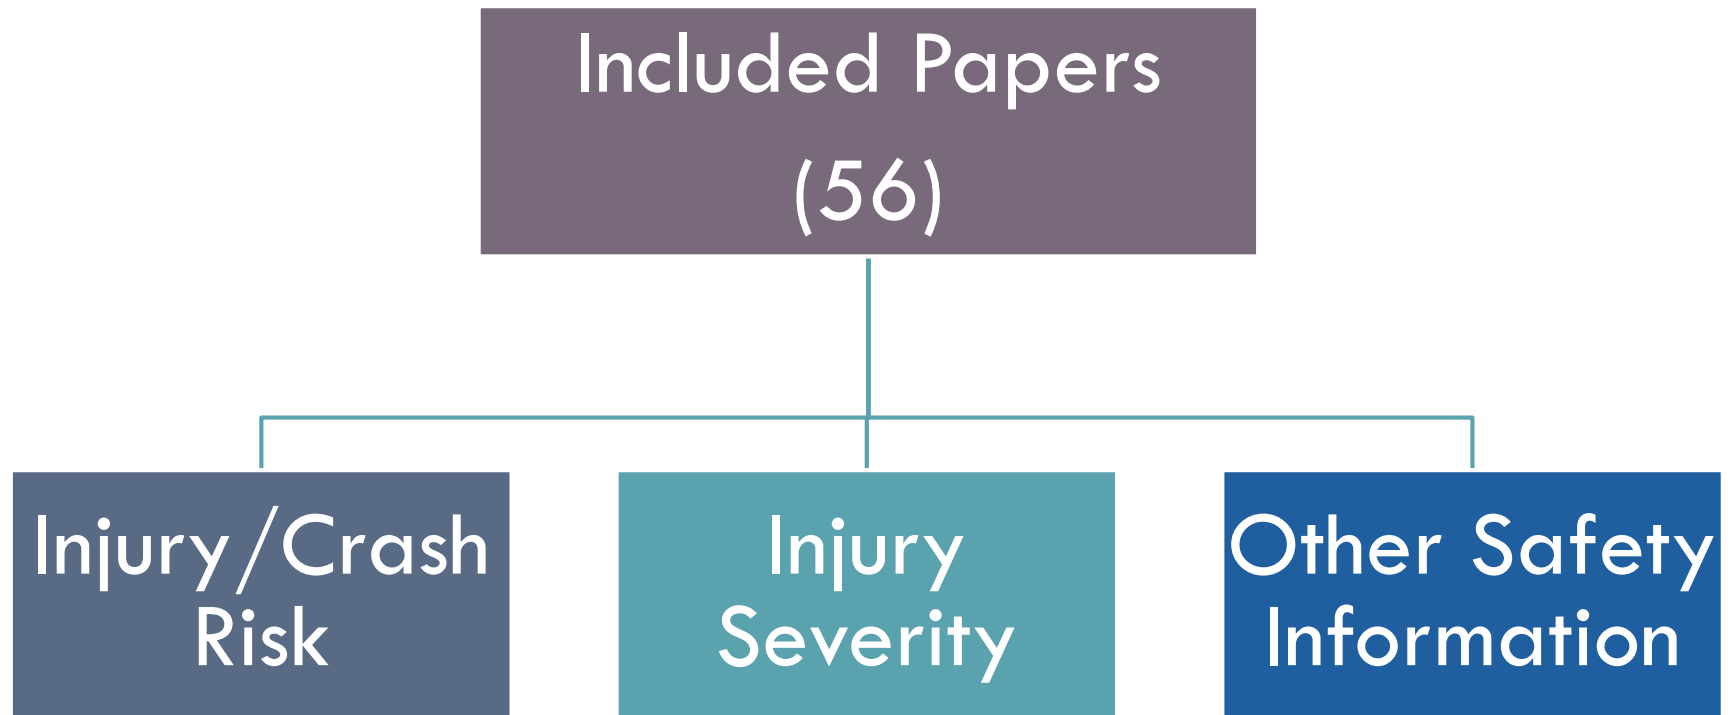 Included Papers
(56)
Injury/Crash
Risk
Injury
Severity
Other Safety
Information